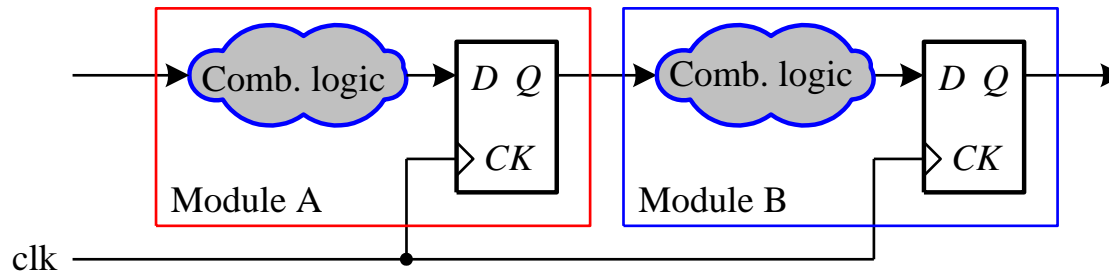 Comb. logic
D Q
CK
Module A
Comb. logic
D Q
CK
Module B
clk